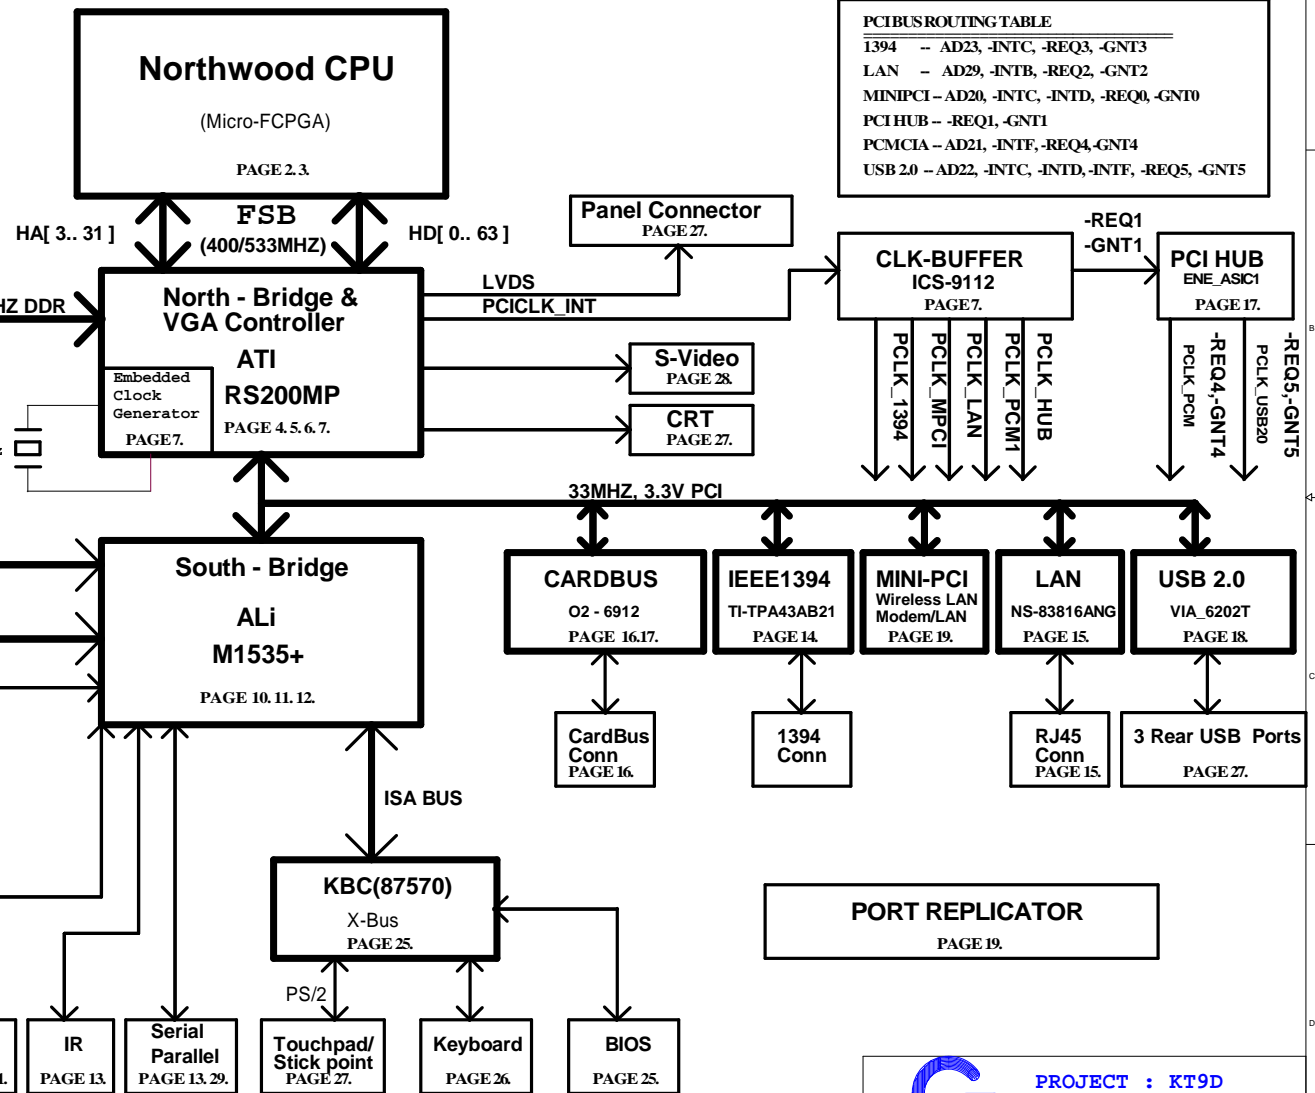 Northwood CPU
(Micro-FCPGA)
PAGE 2. 3.
PCI BUS ROUTING TABLE
1394 -- AD23, -INTC, -REQ3, -GNT3
LAN -- AD29, -INTB, -REQ2, -GNT2
MINIPCI -- AD20, -INTC, -INTD, -REQ0, -GNT0
PCI HUB -- -REQ1, -GNT1
PCMCIA -- AD21, -INTF, -REQ4, -GNT4
USB 2.0 -- AD22, -INTC, -INTD, -INTF, -REQ5, -GNT5
HA[ 3.. 31 ]
FSB
(400/533MHZ)
HD[ 0.. 63 ]
Panel Connector
PAGE 27.
-REQ1
-GNT1
CLK-BUFFER
ICS-9112
PAGE 7.
PCI HUB
ENE_ASIC1
PAGE 17.
HZ DDR
North - Bridge &
VGA Controller
ATI
RS200MP
PAGE 4. 5. 6. 7.
Embedded
Clock
Generator
PAGE 7.
LVDS
PCICLK_INT
S-Video
PAGE 28.
CRT
PAGE 27.
PCLK_1394
PCLK_MPCI
PCLK_LAN
PCLK_PCM1
PCLK_HUB
PCLK_PCM
-REQ4,-GNT4
PCLK_USB20
-REQ5,-GNT5
B
33MHZ, 3.3V PCI
South - Bridge
ALi
M1535+
PAGE 10. 11. 12.
CARDBUS
O2 - 6912
PAGE 16.17.
IEEE1394
TI-TPA43AB21
PAGE 14.
MINI-PCI
Wireless LAN
Modem/LAN
PAGE 19.
LAN
NS-83816ANG
PAGE 15.
USB 2.0
VIA_6202T
PAGE 18.
C
CardBus
Conn
PAGE 16.
1394
Conn
RJ45
Conn
PAGE 15.
3 Rear USB Ports
PAGE 27.
ISA BUS
KBC(87570)
X-Bus
PAGE 25.
PORT REPLICATOR
PAGE 19.
PS/2
D
1.
IR
PAGE 13.
Serial
Parallel
PAGE 13. 29.
Touchpad/
Stick point
PAGE 27.
Keyboard
PAGE 26.
BIOS
PAGE 25.
PROJECT : KT9D